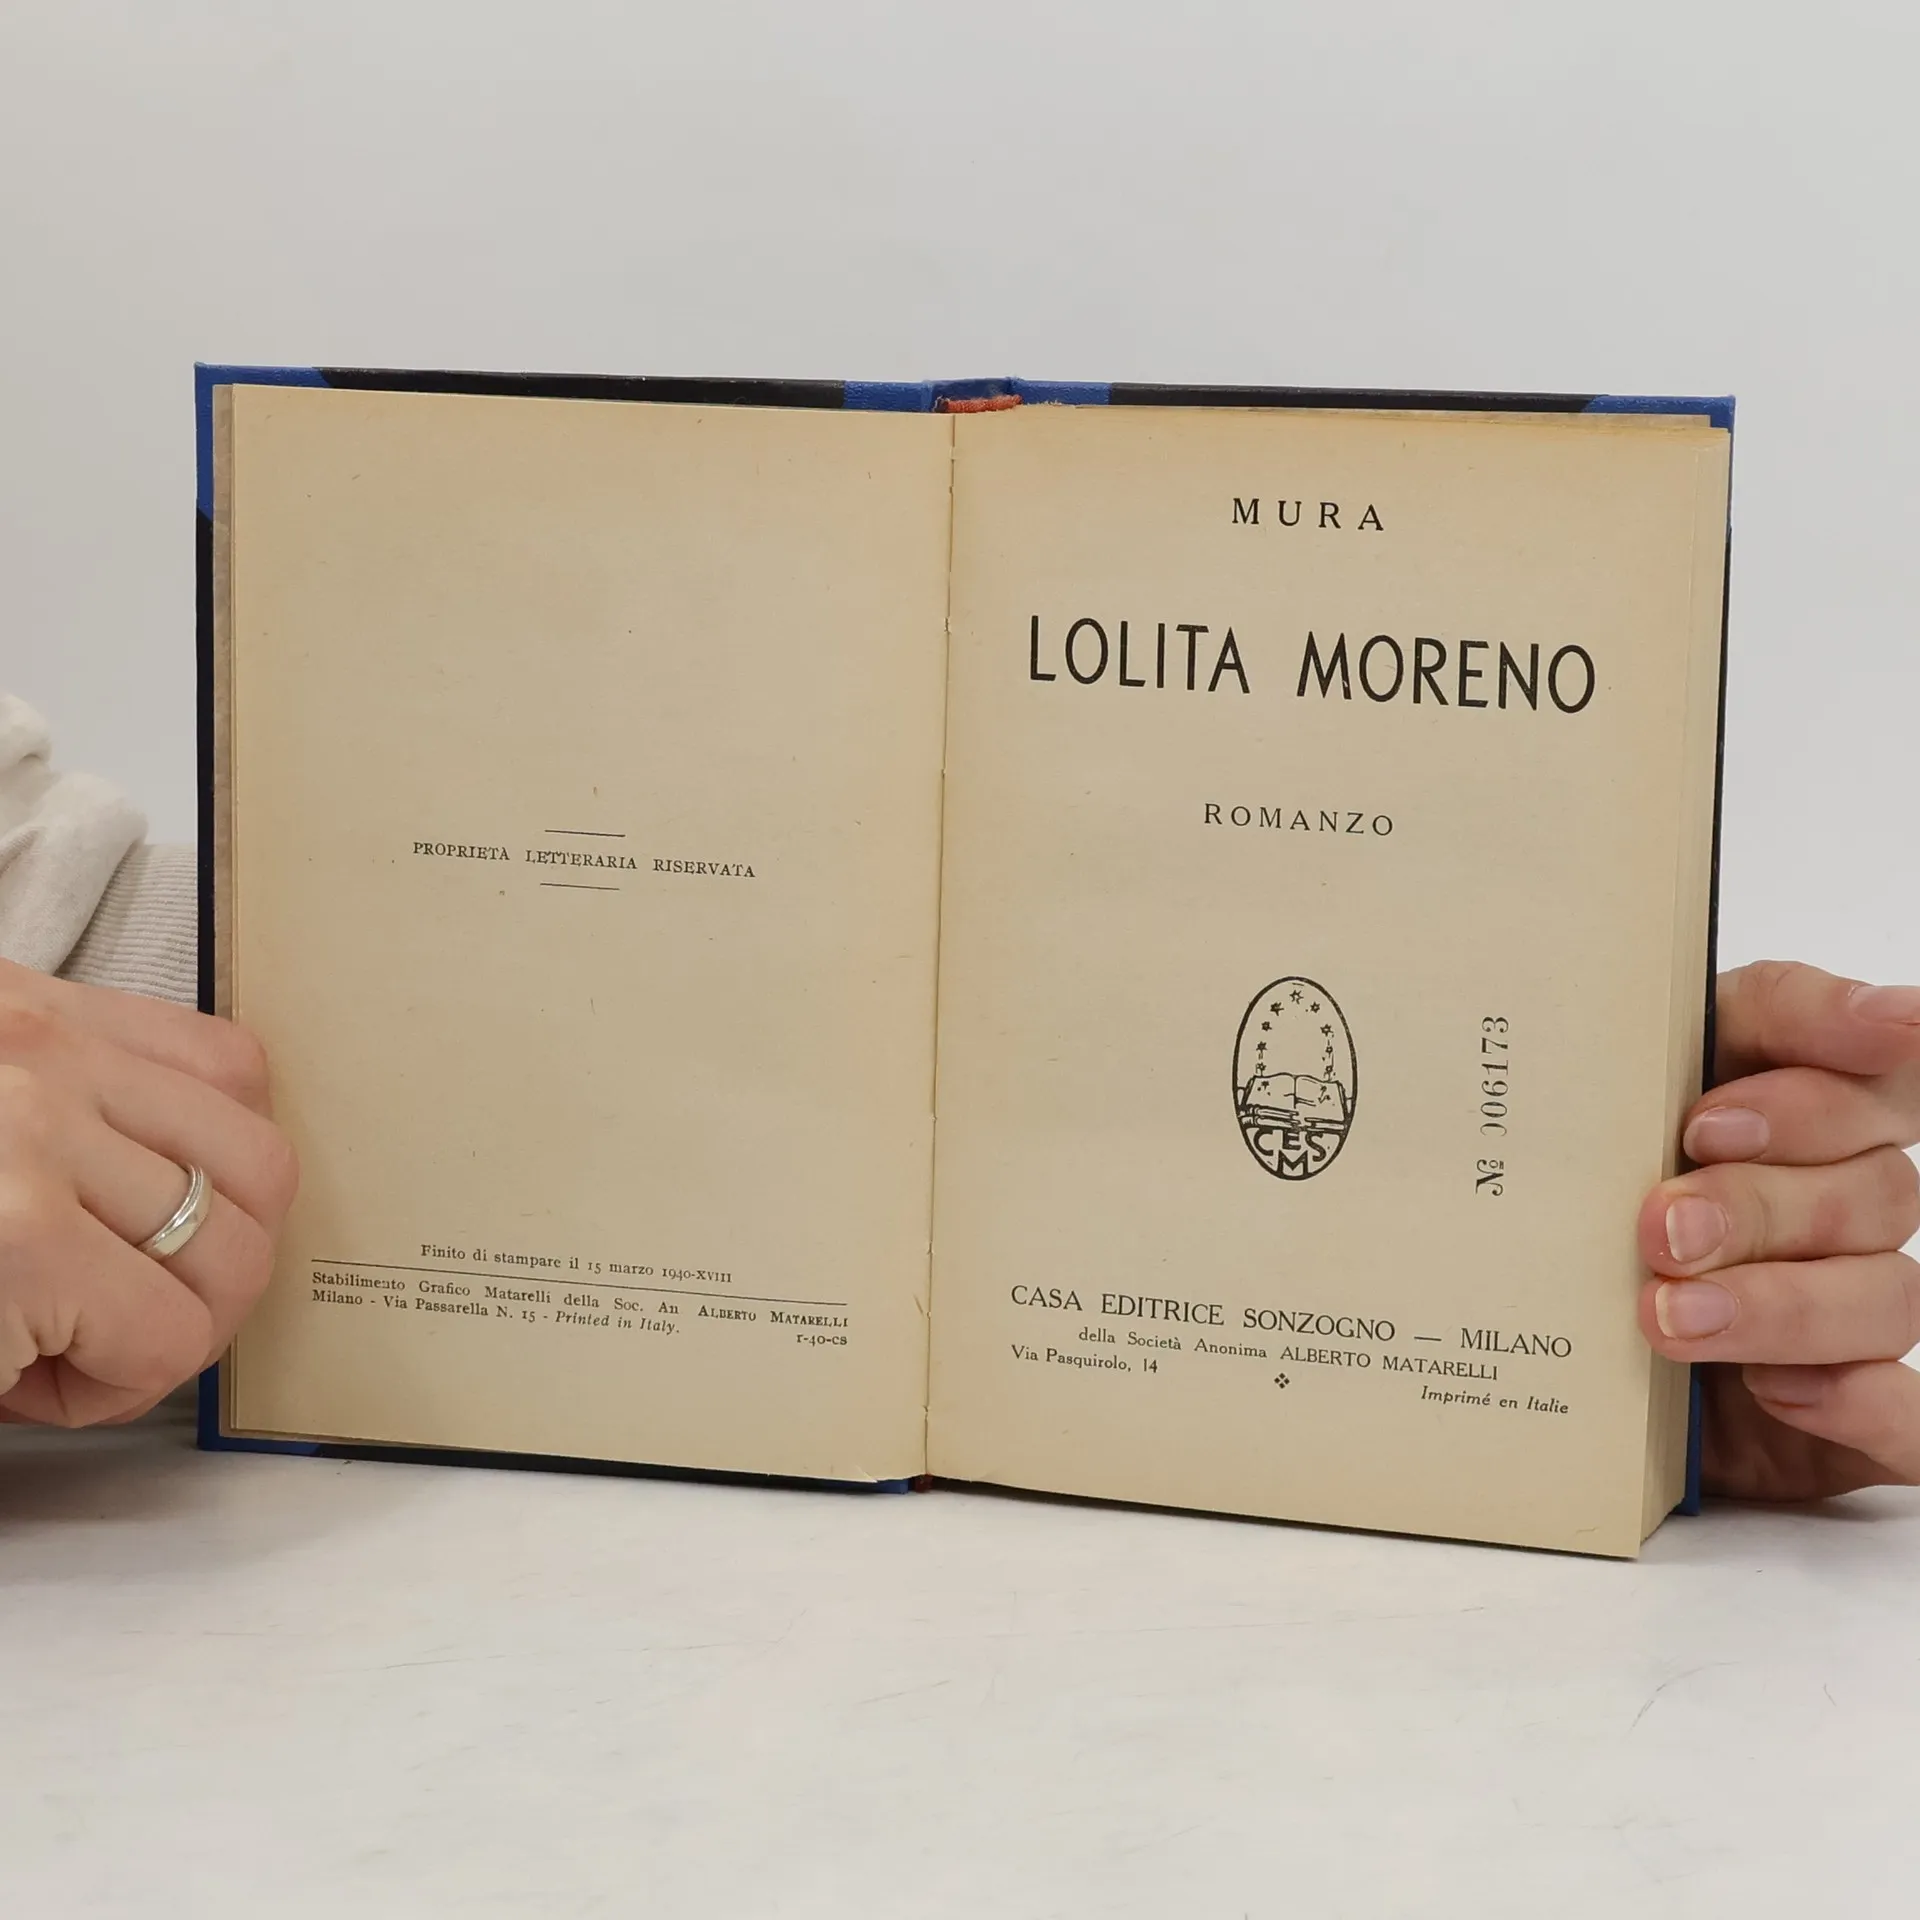 PROPRIETÀ LETTERARIA RISERVATA
Finito di stampare il 15 marzo 1940-XVIII
Stabilimento Grafico Matarelli della Soc. An ALBERTO MATARELLI
Milano - Via Passarella N. 15 - Printed in Italy.
1-40-CS
MURA
LOLITA MORENO
ROMANZO
CES
M
№ 006173
CASA EDITRICE SONZOGNO — MILANO
della Società Anonima ALBERTO MATARELLI
Via Pasquirolo, 14
Imprimé en Italie